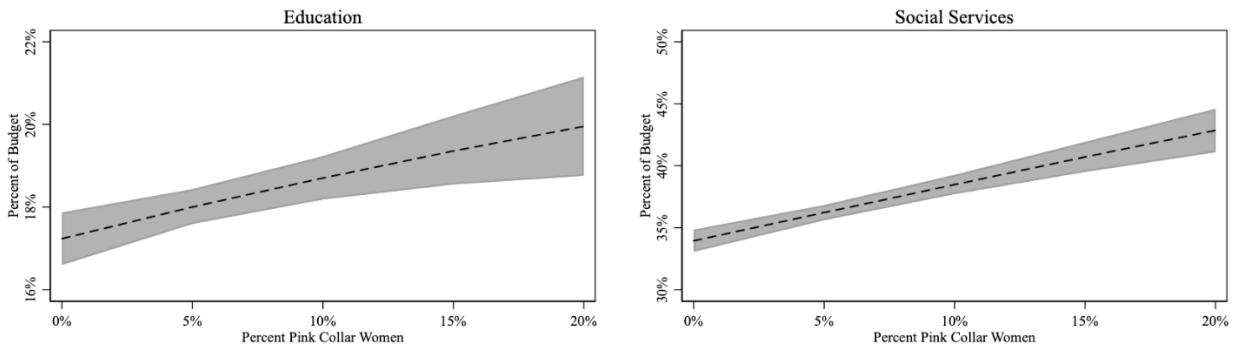 Education
Percent of Budget
22%
20%
18%
16%
0% 5% 10% 15% 20%
Percent Pink Collar Women
Social Services
Percent of Budget
50%
45%
40%
35%
30%
0% 5% 10% 15% 20%
Percent Pink Collar Women